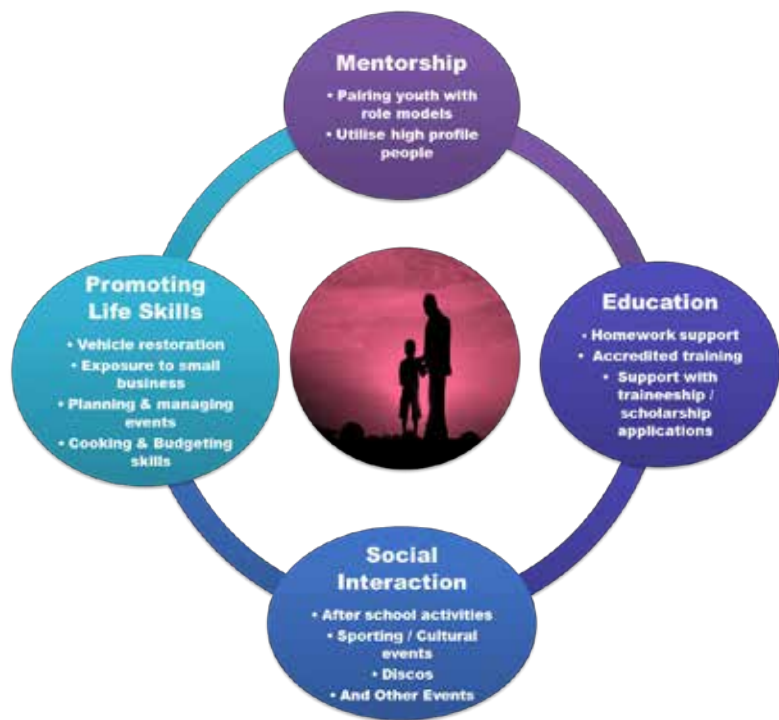 Mentorship
• Pairing youth with
role models
• Utilise high profile
people
Education
• Homework support
• Accredited training
• Support with
traineeship /
scholarship
applications
Social
Interaction
• After school activities
• Sporting / Cultural
events
• Discos
• And Other Events
Promoting
Life Skills
• Vehicle restoration
• Exposure to small
business
• Planning & managing
events
• Cooking & Budgeting
skills